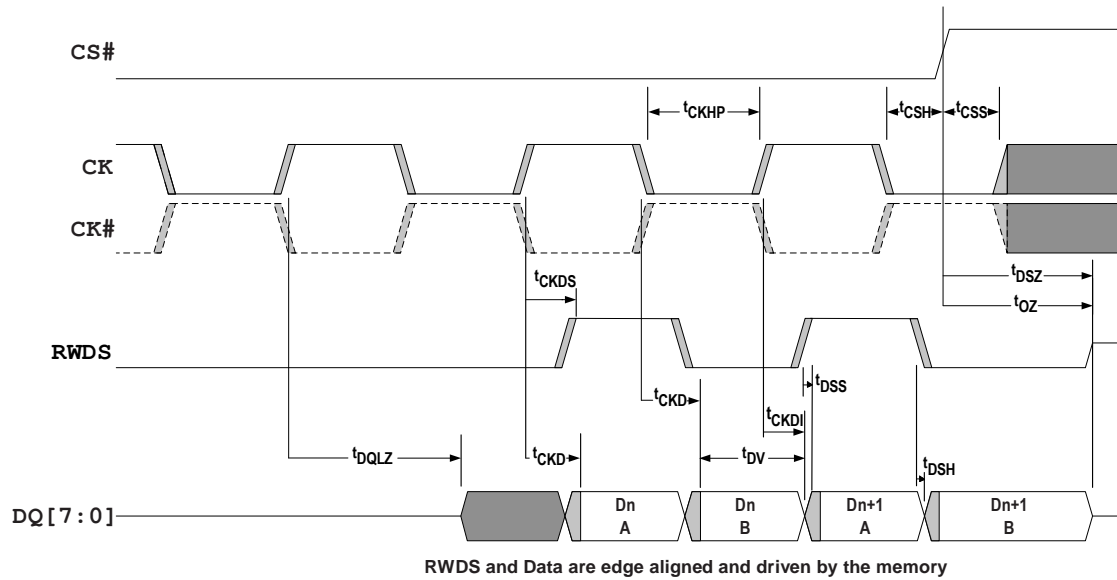 CS#
tCKHP
tCSH
tCSS
CK
CK#
tDSZ
tCKDS
tOZ
RWDS
tDSS
tCKD
tCKDI
tDQLZ
tCKD
tDV
tDSH
DQ[7:0]
Dn
A
Dn
B
Dn+1
A
Dn+1
B
RWDS and Data are edge aligned and driven by the memory